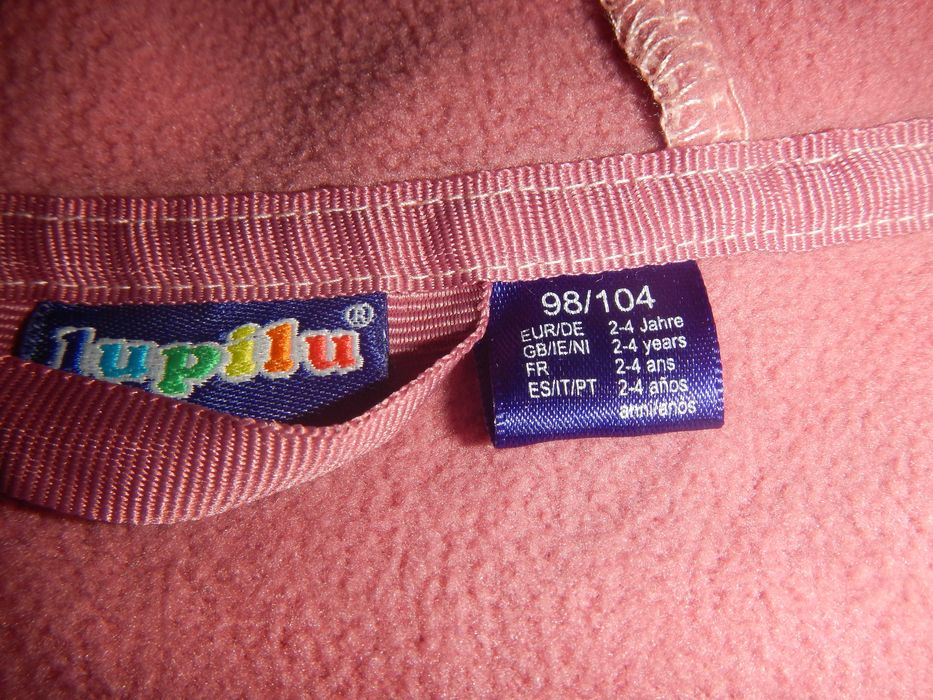 lupilu®
98/104
EUR/DE 2-4 Jahre
GB/IE/NI 2-4 years
FR 2-4 ans
ES/IT/PT 2-4 años
anni/anos